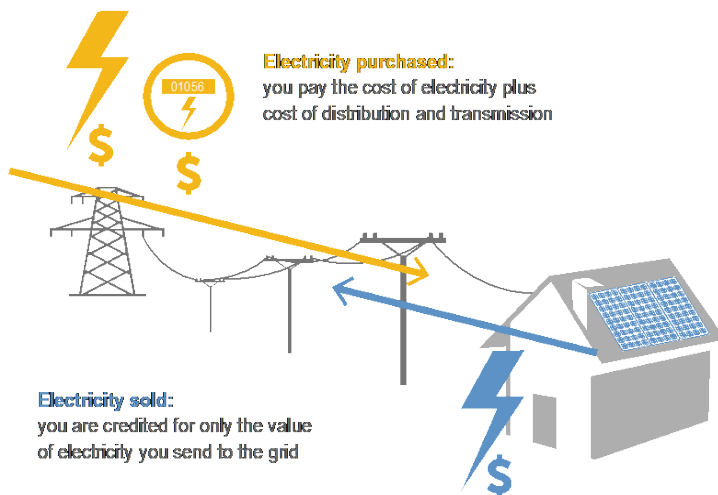 01056
$
$
Electricity purchased:
you pay the cost of electricity plus
cost of distribution and transmission
Electricity sold:
you are credited for only the value
of electricity you send to the grid
$